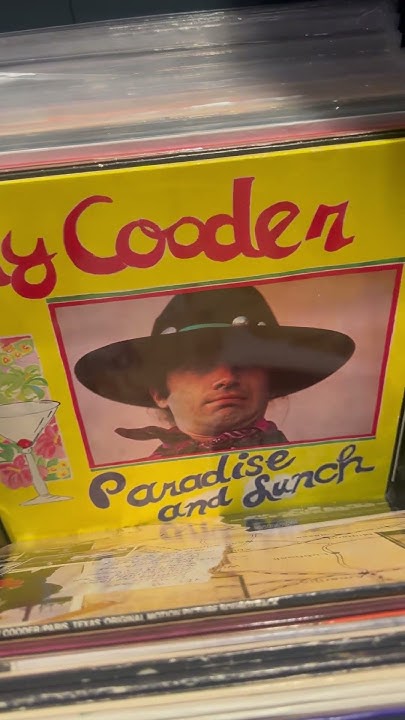 y Cooder
Paradise
and Lunch
COODER/PARIS, TEXAS ORIGINAL MOTION PICTURE SOUNDTRACK